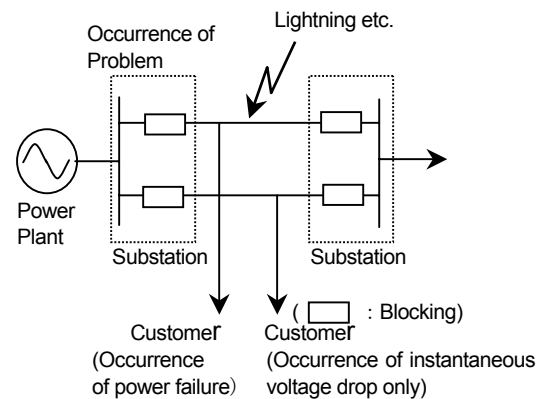 Lightning etc.
Occurrence of
Problem
Power
Plant
Substation
Substation
( : Blocking)
Customer
(Occurrence
of power failure）
Customer
(Occurrence of instantaneous
voltage drop only)